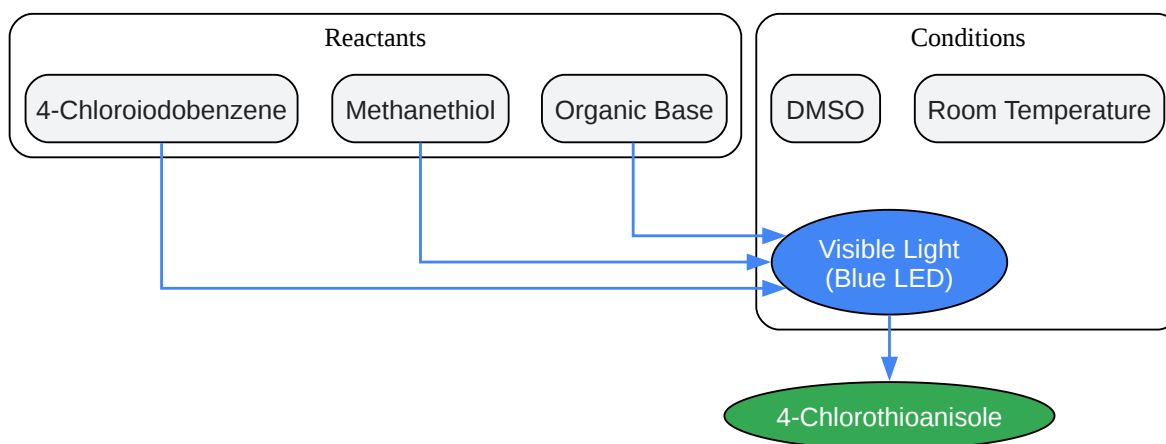 Reactants
Conditions
4-Chloroiodobenzene
Methanethiol
Organic Base
DMSO
Room Temperature
Visible Light
(Blue LED)
4-Chlorothioanisole